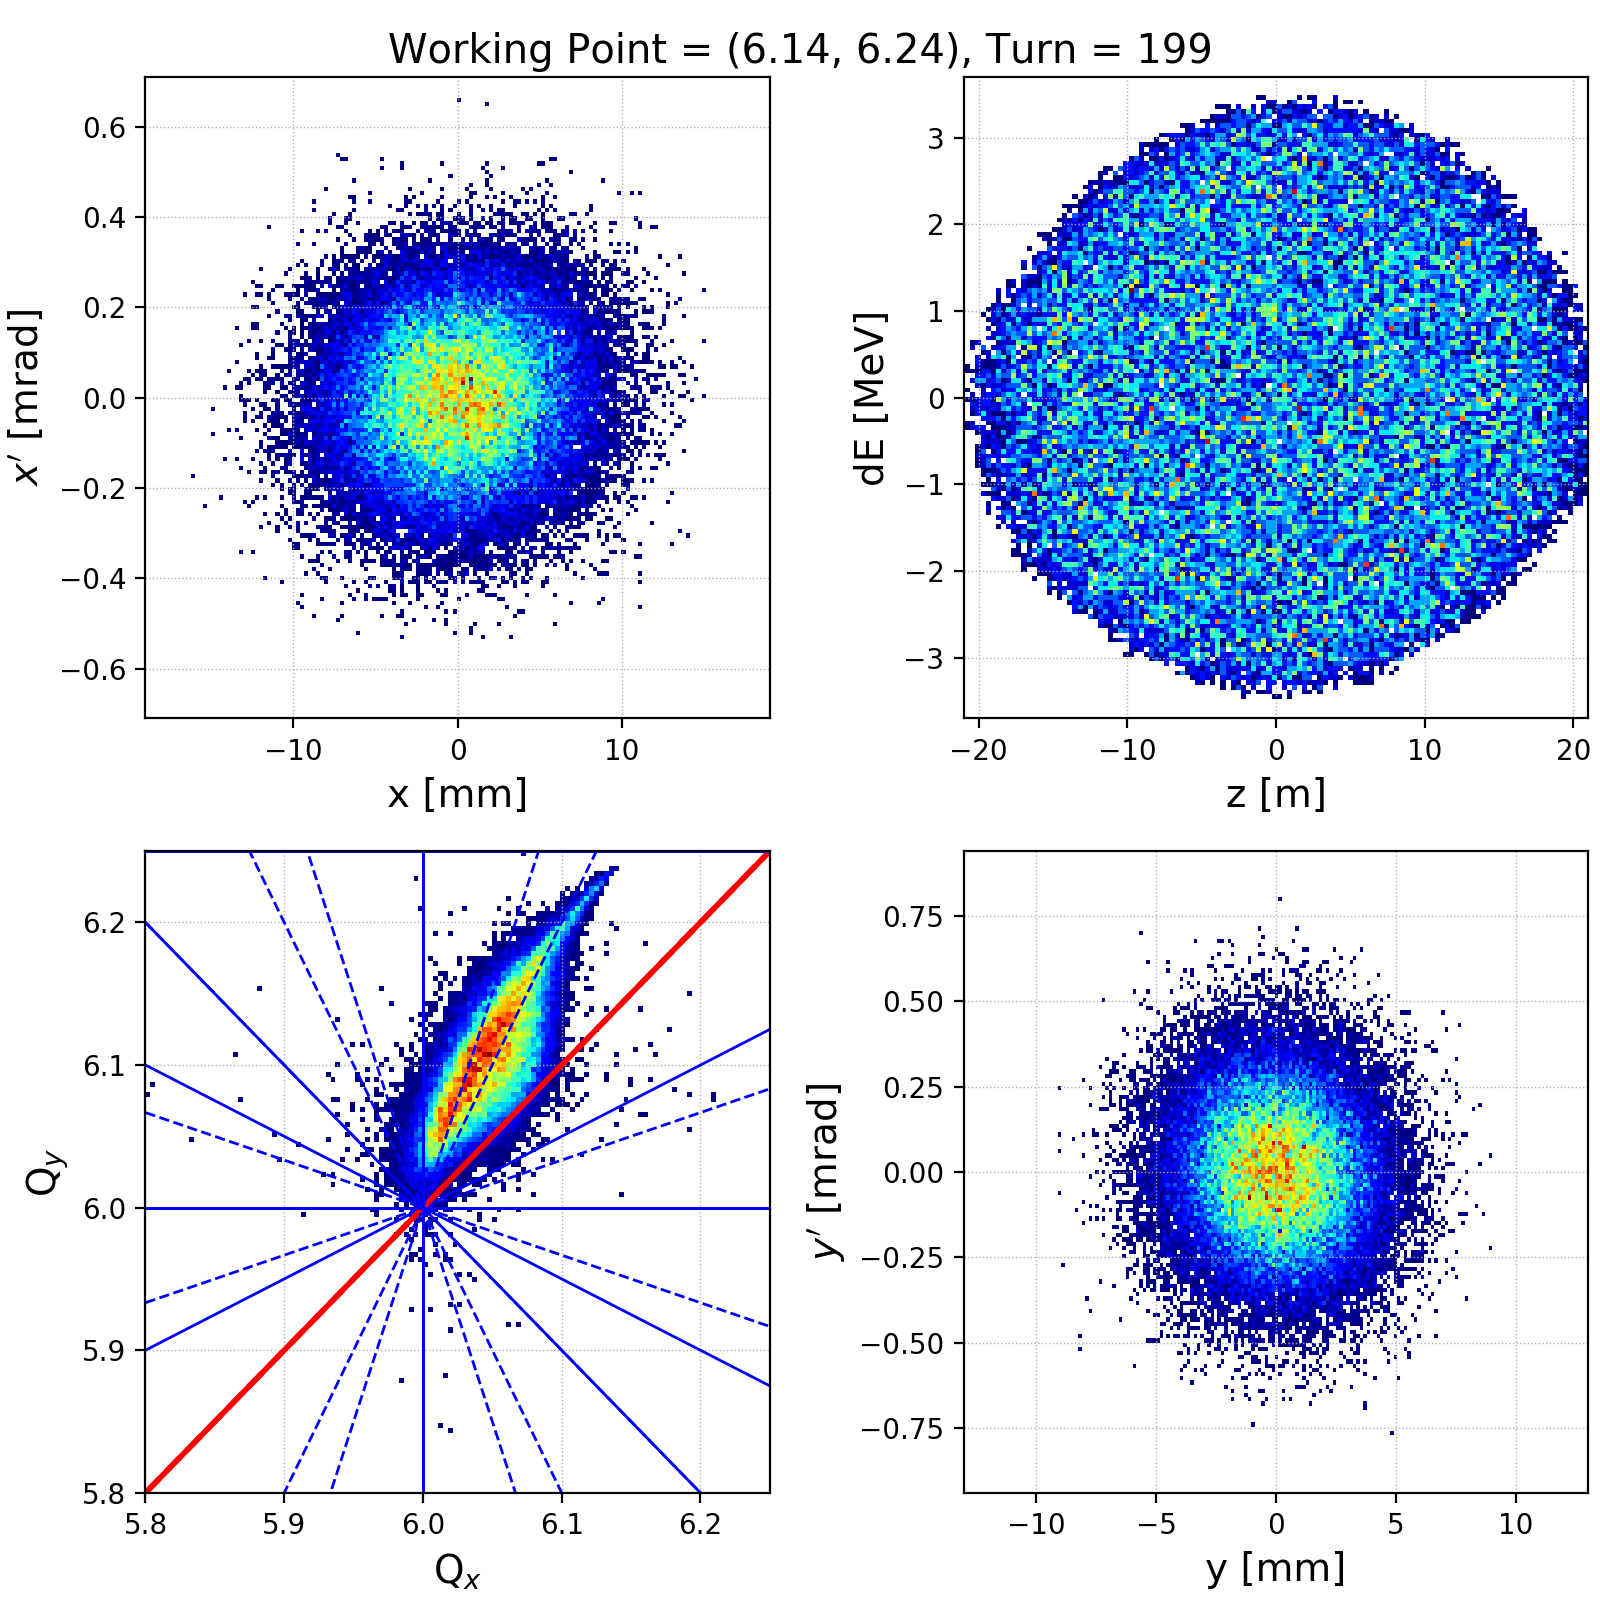 Working Point = (6.14, 6.24), Turn = 199
0.6
0.4
0.2
0.0
−0.2
−0.4
−0.6
x′ [mrad]
−10 0 10
x [mm]
3
2
1
0
−1
−2
−3
dE [MeV]
−20 −10 0 10 20
z [m]
6.2
6.1
6.0
5.9
5.8
Qy
5.8 5.9 6.0 6.1 6.2
Qx
0.75
0.50
0.25
0.00
−0.25
−0.50
−0.75
y′ [mrad]
−10 −5 0 5 10
y [mm]